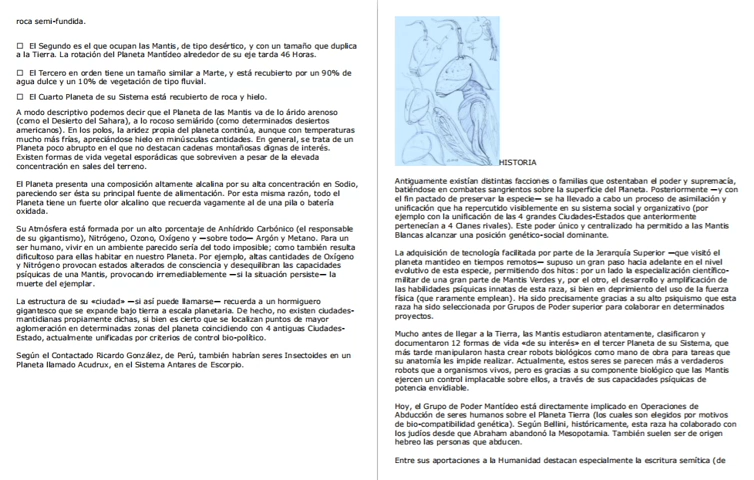 roca semi-fundida.
☐ El Segundo es el que ocupan las Mantis, de tipo desértico, y con un tamaño que duplica
a la Tierra. La rotación del Planeta Mantídeo alrededor de su eje tarda 46 Horas.
☐ El Tercero en orden tiene un tamaño similar a Marte, y está recubierto por un 90% de
agua dulce y un 10% de vegetación de tipo fluvial.
☐ El Cuarto Planeta de su Sistema está recubierto de roca y hielo.
A modo descriptivo podemos decir que el Planeta de las Mantis va de lo árido arenoso
(como el Desierto del Sahara), a lo rocoso semiárido (como determinados desiertos
americanos). En los polos, la aridez propia del planeta continúa, aunque con temperaturas
mucho más frías, apreciándose hielo en minúsculas cantidades. En general, se trata de un
Planeta poco abrupto en el que no destacan cadenas montañosas dignas de interés.
Existen formas de vida vegetal esporádicas que sobreviven a pesar de la elevada
concentración en sales del terreno.
El Planeta presenta una composición altamente alcalina por su alta concentración en Sodio,
pareciendo ser ésta su principal fuente de alimentación. Por esta misma razón, todo el
Planeta tiene un fuerte olor alcalino que recuerda vagamente al de una pila o batería
oxidada.
Su Atmósfera está formada por un alto porcentaje de Anhídrido Carbónico (el responsable
de su gigantismo), Nitrógeno, Ozono, Oxígeno y —sobre todo— Argón y Metano. Para un
ser humano, vivir en un ambiente parecido sería del todo imposible; como también resulta
dificultoso para ellas habitar en nuestro Planeta. Por ejemplo, altas cantidades de Oxígeno
y Nitrógeno provocan estados alterados de consciencia y desequilibran las capacidades
psíquicas de una Mantis, provocando irremediablemente —si la situación persiste— la
muerte del ejemplar.
La estructura de su «ciudad» —si así puede llamarse— recuerda a un hormiguero
gigantesco que se expande bajo tierra a escala planetaria. De hecho, no existen ciudades-
mantidianas propiamente dichas, si bien es cierto que se localizan puntos de mayor
aglomeración en determinadas zonas del planeta coincidiendo con 4 antiguas Ciudades-
Estado, actualmente unificadas por criterios de control bio-político.
Según el Contactado Ricardo González, de Perú, también habrían seres Insectoides en un
Planeta llamado Acudrux, en el Sistema Antares de Escorpio.
HISTORIA
Antiguamente existían distintas facciones o familias que ostentaban el poder y supremacía,
batiéndose en combates sangrientos sobre la superficie del Planeta. Posteriormente —y con
el fin pactado de preservar la especie— se ha llevado a cabo un proceso de asimilación y
unificación que ha repercutido visiblemente en su sistema social y organizativo (por
ejemplo con la unificación de las 4 grandes Ciudades-Estados que anteriormente
pertenecían a 4 Clanes rivales). Este poder único y centralizado ha permitido a las Mantis
Blancas alcanzar una posición genético-social dominante.
La adquisición de tecnología facilitada por parte de la Jerarquía Superior —que visitó el
planeta mantideo en tiempos remotos— supuso un gran paso hacia adelante en el nivel
evolutivo de esta especie, permitiendo dos hitos: por un lado la especialización científico-
militar de una gran parte de Mantis Verdes y, por el otro, el desarrollo y amplificación de
las habilidades psíquicas innatas de esta raza, si bien en deprimiento del uso de la fuerza
física (que raramente emplean). Ha sido precisamente gracias a su alto psiquismo que esta
raza ha sido seleccionada por Grupos de Poder superior para colaborar en determinados
proyectos.
Mucho antes de llegar a la Tierra, las Mantis estudiaron atentamente, clasificaron y
documentaron 12 formas de vida «de su interés» en el tercer Planeta de su Sistema, que
más tarde manipularon hasta crear robots biológicos como mano de obra para tareas que
su anatomía les impide realizar. Actualmente, estos seres se parecen más a verdaderos
robots que a organismos vivos, pero es gracias a su componente biológico que las Mantis
ejercen un control implacable sobre ellos, a través de sus capacidades psíquicas de
potencia envidiable.
Hoy, el Grupo de Poder Mantídeo está directamente implicado en Operaciones de
Abducción de seres humanos sobre el Planeta Tierra (los cuales son elegidos por motivos
de bio-compatibilidad genética). Según Bellini, históricamente, esta raza ha colaborado con
los judíos desde que Abraham abandonó la Mesopotamia. También suelen ser de origen
hebreo las personas que abducen.
Entre sus aportaciones a la Humanidad destacan especialmente la escritura semítica (de